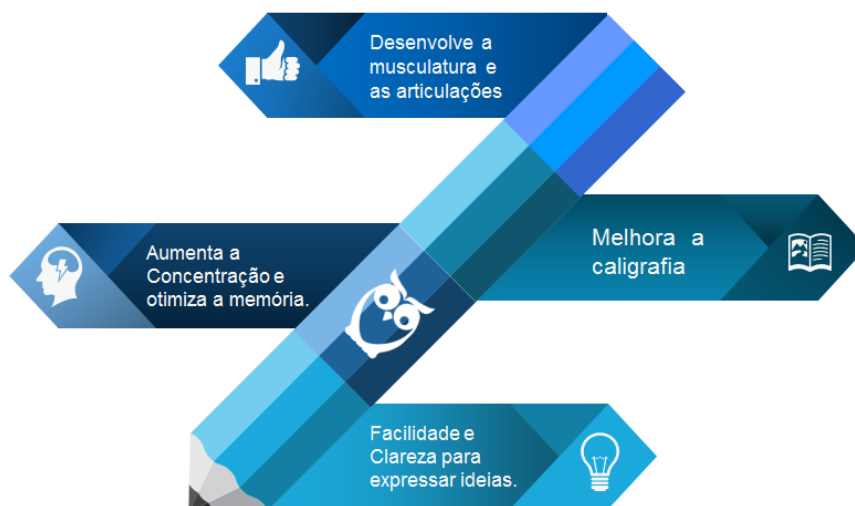 Desenvolve a
musculatura e
as articulações
Aumenta a
Concentração e
otimiza a memória.
Melhora a
caligrafia
Facilidade e
Clareza para
expressar ideias.